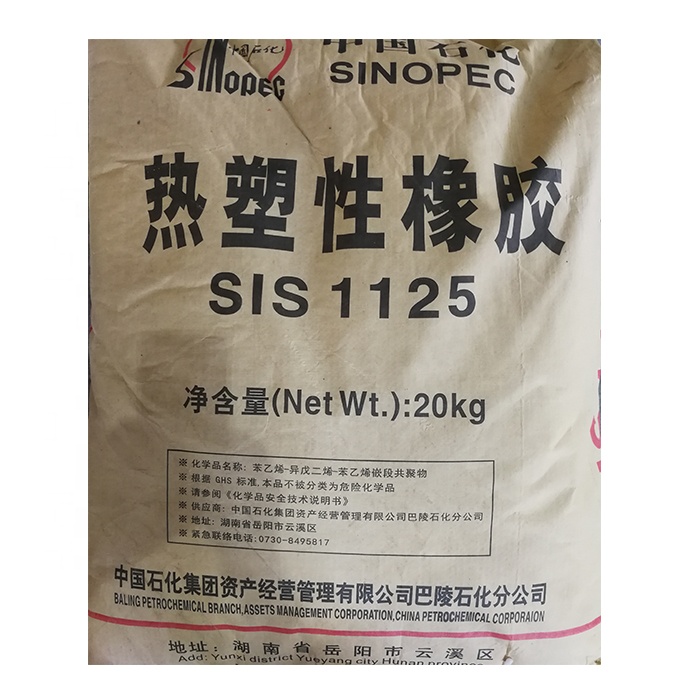 中国石化
SINOPEC
中国石化
SINOPEC
热塑性橡胶
SIS 1125
净含量(Net Wt.):20kg
※ 化学品名称: 苯乙烯-异戊二烯-苯乙烯嵌段共聚物
※ 根据 GHS 标准,本品不被分类为危险化学品
※ 请参阅《化学品安全技术说明书》
※ 供应商: 中国石化集团资产经营管理有限公司巴陵石化分公司
※ 地址: 湖南省岳阳市云溪区
※ 紧急联络电话:0730-8495817
中国石化集团资产经营管理有限公司巴陵石化分公司
BALING PETROCHEMICAL BRANCH,ASSETS MANAGEMENT CORPORATION,CHINA PETROCHEMICAL CORPORAION
地址: 湖南省岳阳市云溪区
Add: Yunxi district Yueyang city Hunan province